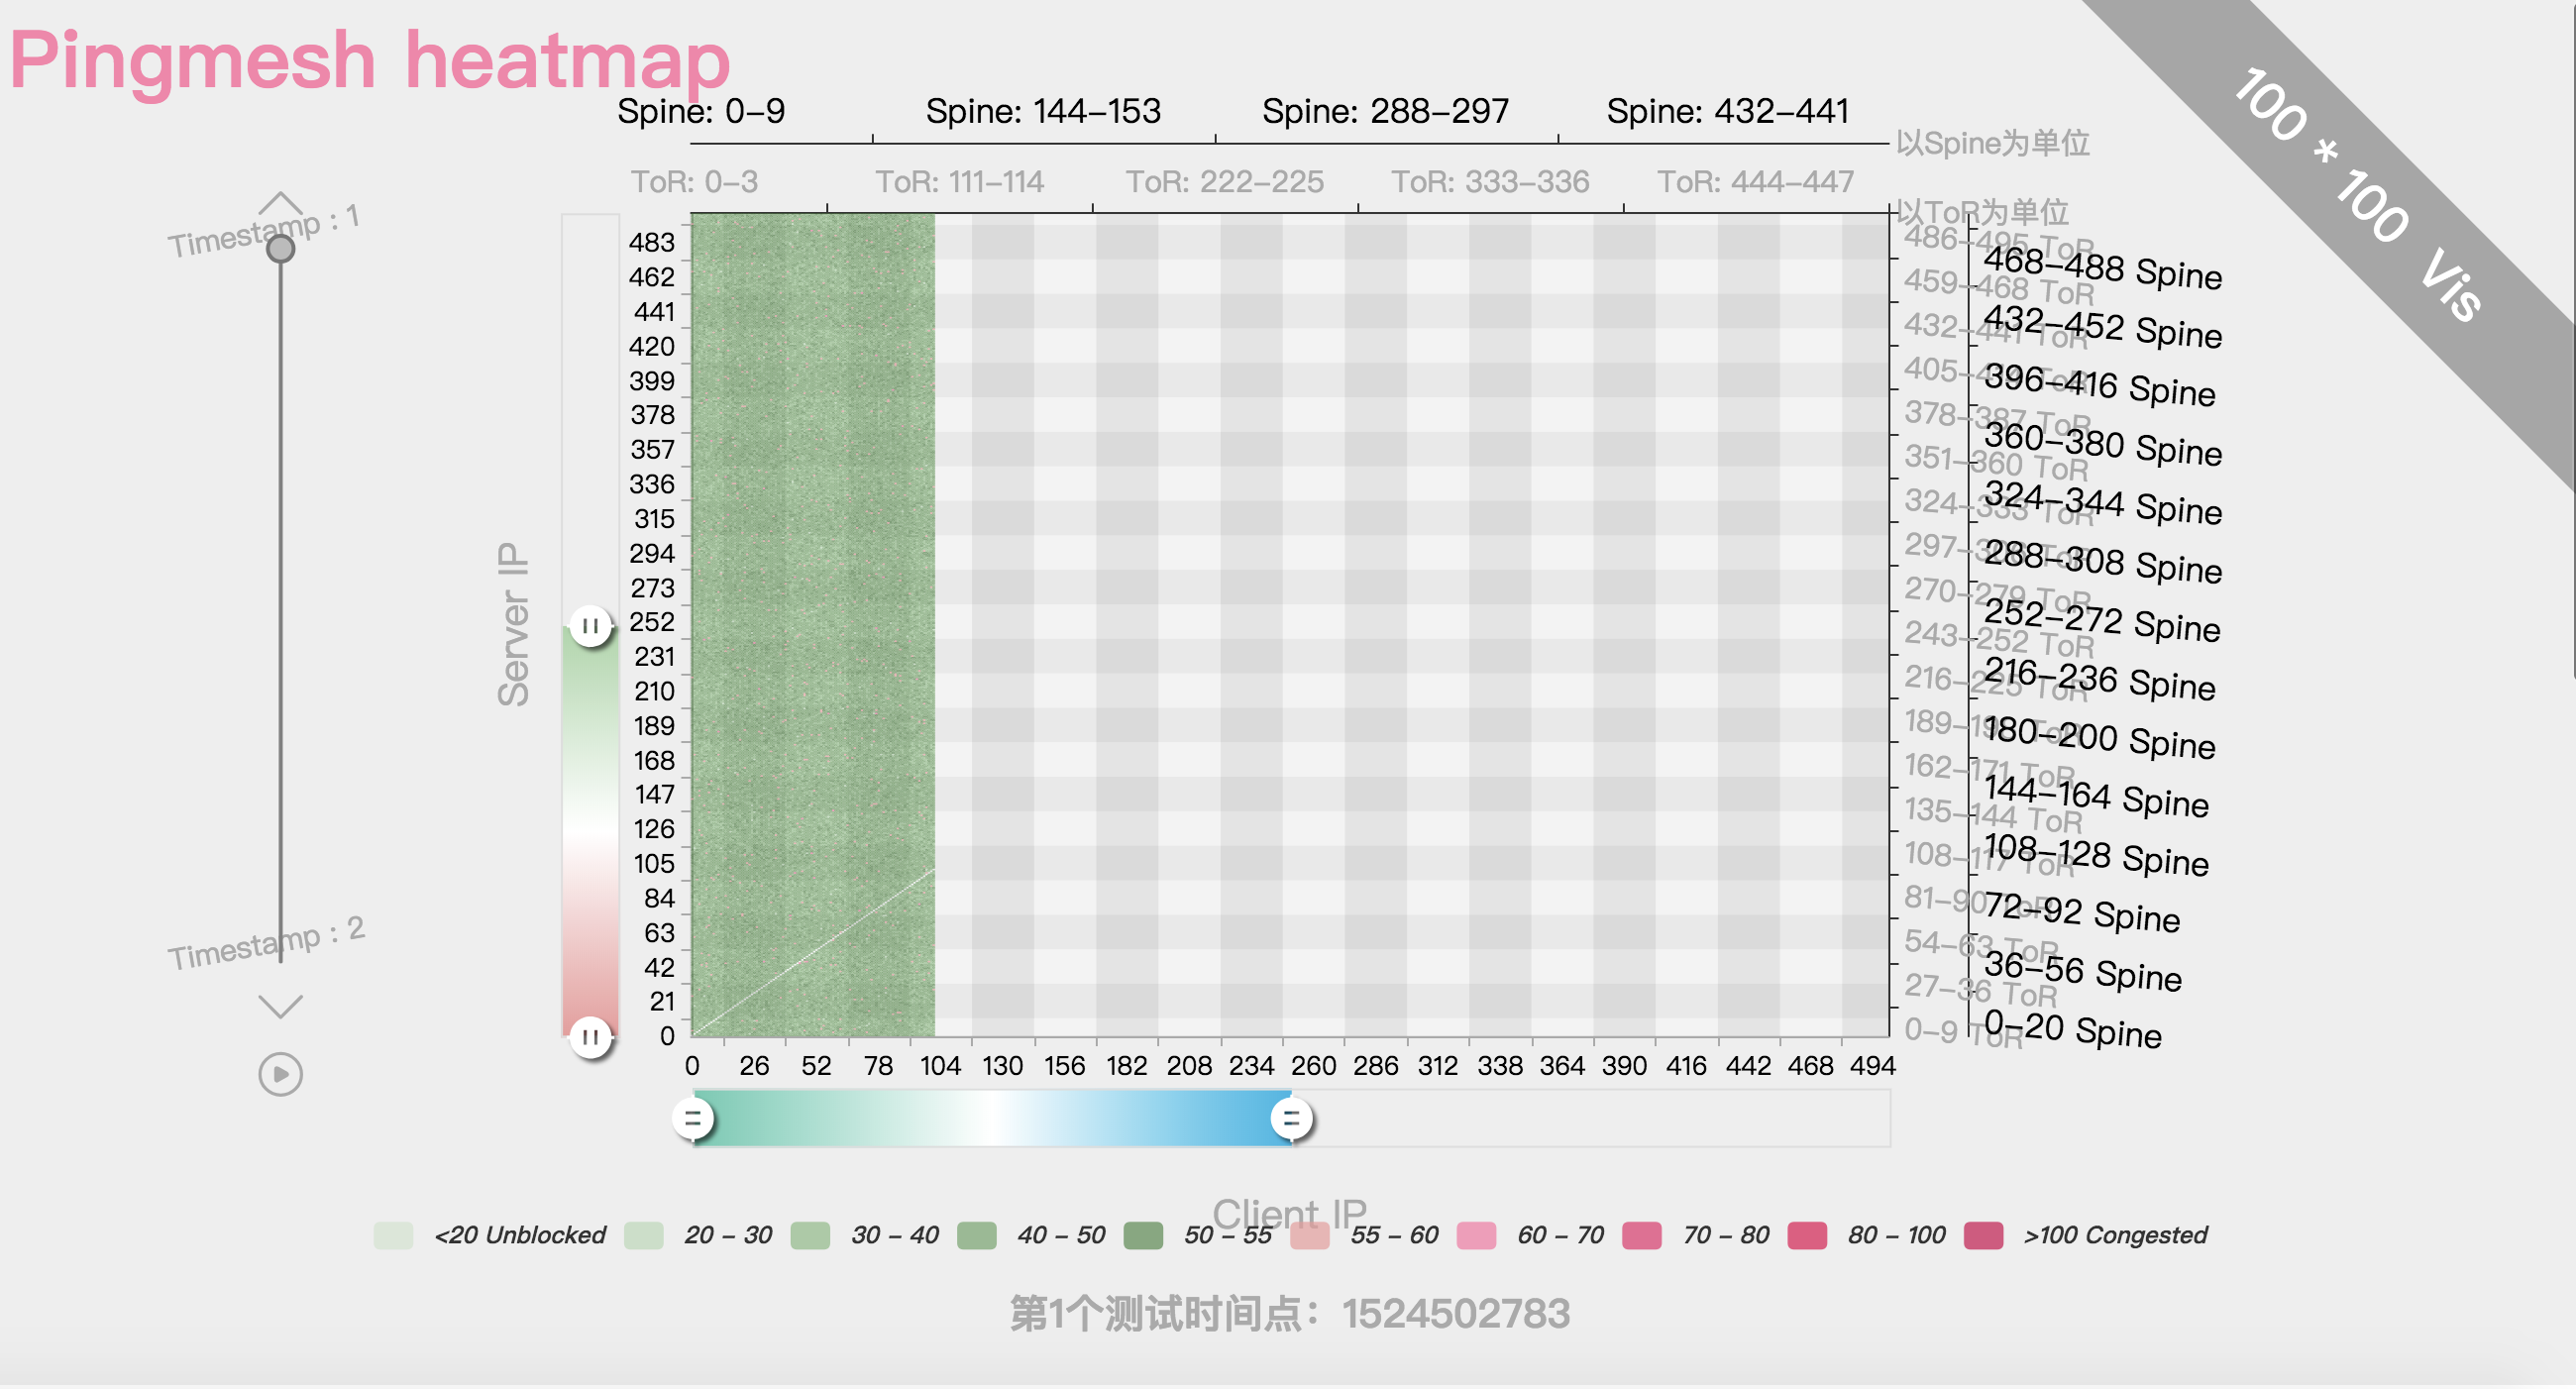 Pingmesh heatmap
100 * 100 Vis
Spine: 0–9 Spine: 144–153 Spine: 288–297 Spine: 432–441
以Spine为单位
ToR: 0–3 ToR: 111–114 ToR: 222–225 ToR: 333–336 ToR: 444–447
以ToR为单位
Timestamp : 1
Timestamp : 2
Server IP
483
462
441
420
399
378
357
336
315
294
273
252
231
210
189
168
147
126
105
84
63
42
21
0
486–495 ToR
459–468 ToR
432–441 ToR
405–414 ToR
378–387 ToR
351–360 ToR
324–333 ToR
297–306 ToR
270–279 ToR
243–252 ToR
216–225 ToR
189–198 ToR
162–171 ToR
135–144 ToR
108–117 ToR
81–90 ToR
54–63 ToR
27–36 ToR
0–9 ToR
468–488 Spine
432–452 Spine
396–416 Spine
360–380 Spine
324–344 Spine
288–308 Spine
252–272 Spine
216–236 Spine
180–200 Spine
144–164 Spine
108–128 Spine
72–92 Spine
36–56 Spine
0–20 Spine
0 26 52 78 104 130 156 182 208 234 260 286 312 338 364 390 416 442 468 494
Client IP
<20 Unblocked 20 – 30 30 – 40 40 – 50 50 – 55 55 – 60 60 – 70 70 – 80 80 – 100 >100 Congested
第1个测试时间点：1524502783